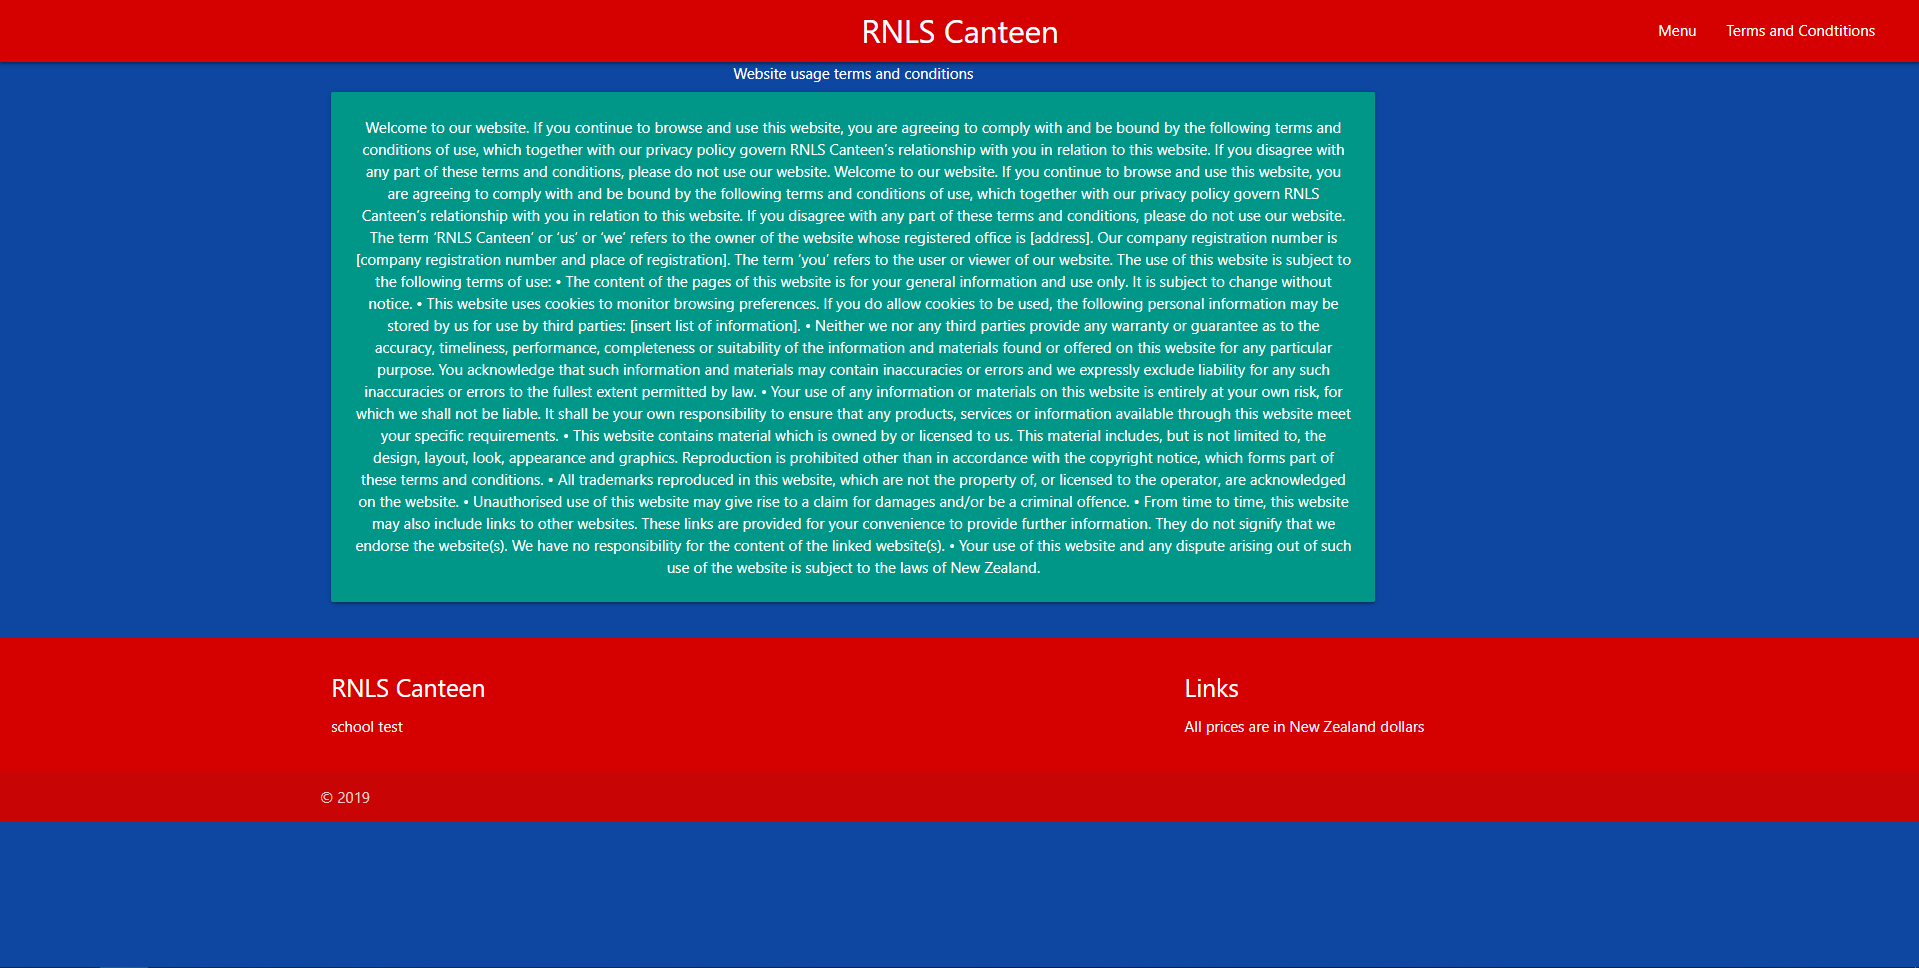 RNLS Canteen
Menu
Terms and Condtitions
Website usage terms and conditions
Welcome to our website. If you continue to browse and use this website, you are agreeing to comply with and be bound by the following terms and
conditions of use, which together with our privacy policy govern RNLS Canteen’s relationship with you in relation to this website. If you disagree with
any part of these terms and conditions, please do not use our website. Welcome to our website. If you continue to browse and use this website, you
are agreeing to comply with and be bound by the following terms and conditions of use, which together with our privacy policy govern RNLS
Canteen’s relationship with you in relation to this website. If you disagree with any part of these terms and conditions, please do not use our website.
The term ‘RNLS Canteen’ or ‘us’ or ‘we’ refers to the owner of the website whose registered office is [address]. Our company registration number is
[company registration number and place of registration]. The term ‘you’ refers to the user or viewer of our website. The use of this website is subject to
the following terms of use: • The content of the pages of this website is for your general information and use only. It is subject to change without
notice. • This website uses cookies to monitor browsing preferences. If you do allow cookies to be used, the following personal information may be
stored by us for use by third parties: [insert list of information]. • Neither we nor any third parties provide any warranty or guarantee as to the
accuracy, timeliness, performance, completeness or suitability of the information and materials found or offered on this website for any particular
purpose. You acknowledge that such information and materials may contain inaccuracies or errors and we expressly exclude liability for any such
inaccuracies or errors to the fullest extent permitted by law. • Your use of any information or materials on this website is entirely at your own risk, for
which we shall not be liable. It shall be your own responsibility to ensure that any products, services or information available through this website meet
your specific requirements. • This website contains material which is owned by or licensed to us. This material includes, but is not limited to, the
design, layout, look, appearance and graphics. Reproduction is prohibited other than in accordance with the copyright notice, which forms part of
these terms and conditions. • All trademarks reproduced in this website, which are not the property of, or licensed to the operator, are acknowledged
on the website. • Unauthorised use of this website may give rise to a claim for damages and/or be a criminal offence. • From time to time, this website
may also include links to other websites. These links are provided for your convenience to provide further information. They do not signify that we
endorse the website(s). We have no responsibility for the content of the linked website(s). • Your use of this website and any dispute arising out of such
use of the website is subject to the laws of New Zealand.
RNLS Canteen
school test
Links
All prices are in New Zealand dollars
© 2019